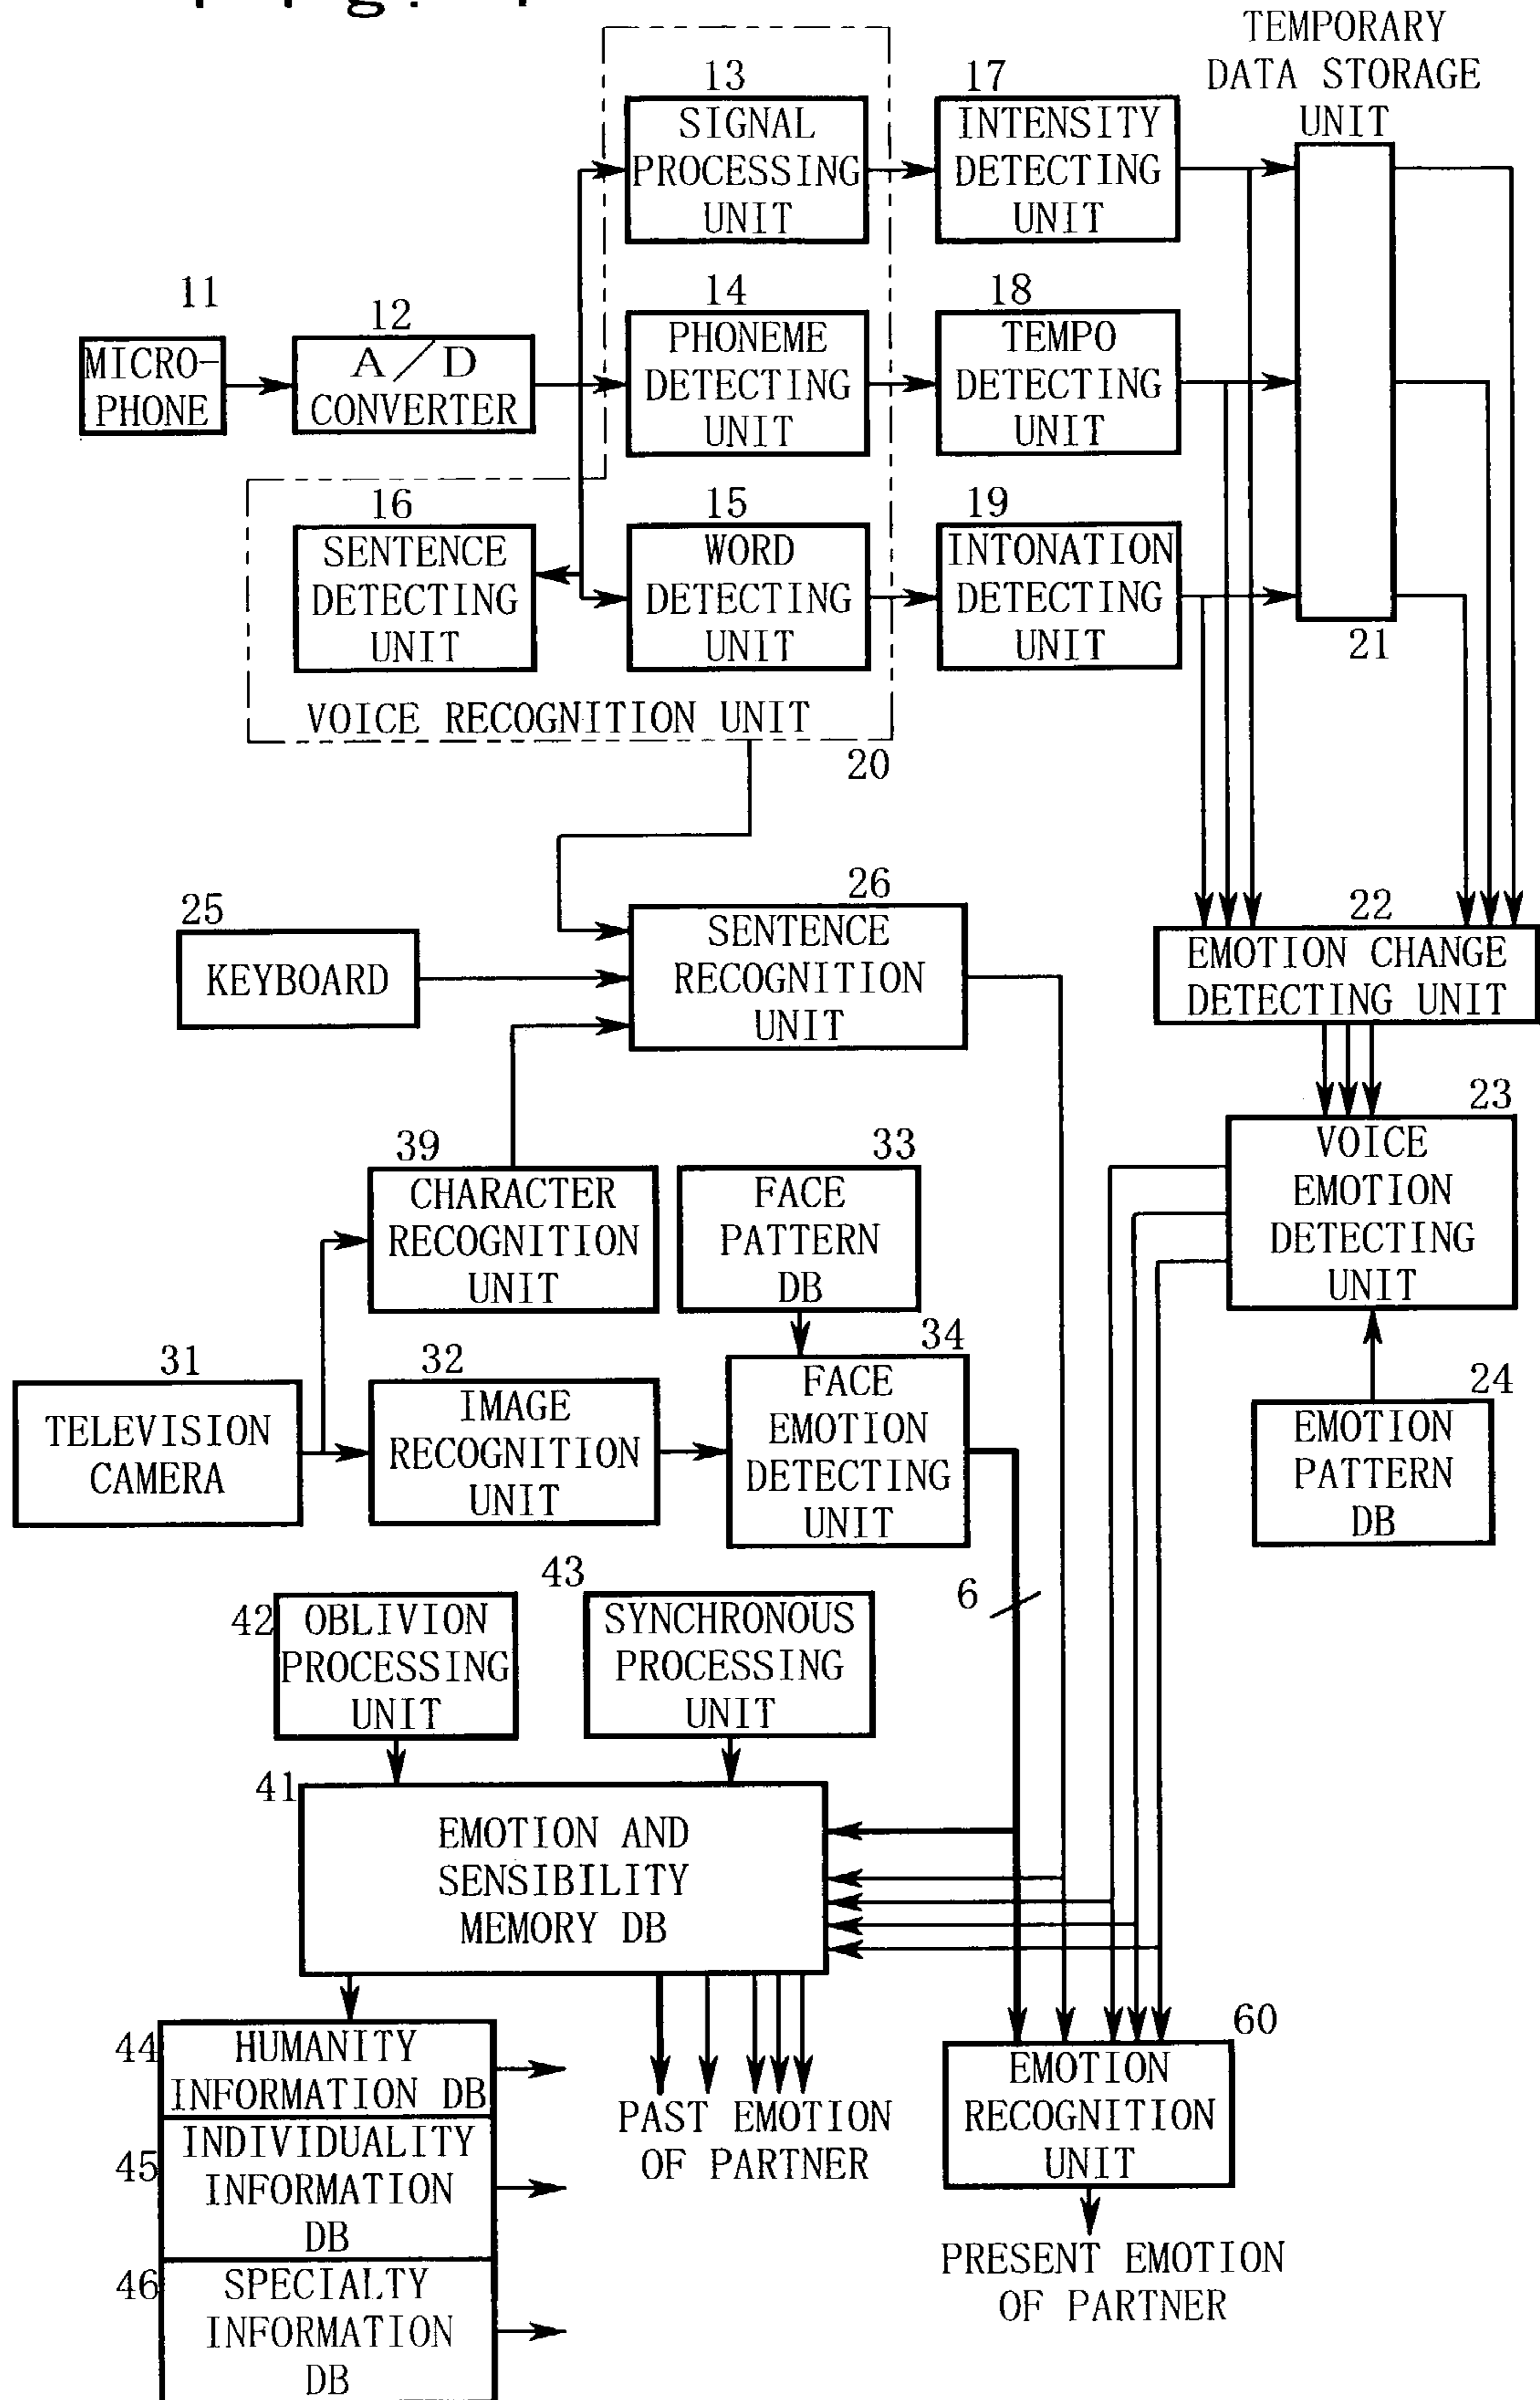 TEMPORARY
DATA STORAGE
UNIT
13
SIGNAL
PROCESSING
UNIT
17
INTENSITY
DETECTING
UNIT
11
MICRO-
PHONE
12
A/D
CONVERTER
14
PHONEME
DETECTING
UNIT
18
TEMPO
DETECTING
UNIT
16
SENTENCE
DETECTING
UNIT
15
WORD
DETECTING
UNIT
19
INTONATION
DETECTING
UNIT
21
VOICE RECOGNITION UNIT
20
25
KEYBOARD
26
SENTENCE
RECOGNITION
UNIT
22
EMOTION CHANGE
DETECTING UNIT
39
CHARACTER
RECOGNITION
UNIT
33
FACE
PATTERN
DB
23
VOICE
EMOTION
DETECTING
UNIT
31
TELEVISION
CAMERA
32
IMAGE
RECOGNITION
UNIT
34
FACE
EMOTION
DETECTING
UNIT
24
EMOTION
PATTERN
DB
42
OBLIVION
PROCESSING
UNIT
43
SYNCHRONOUS
PROCESSING
UNIT
6
41
EMOTION AND
SENSIBILITY
MEMORY DB
44
HUMANITY
INFORMATION DB
45
INDIVIDUALITY
INFORMATION
DB
46
SPECIALTY
INFORMATION
DB
PAST EMOTION
OF PARTNER
60
EMOTION
RECOGNITION
UNIT
PRESENT EMOTION
OF PARTNER